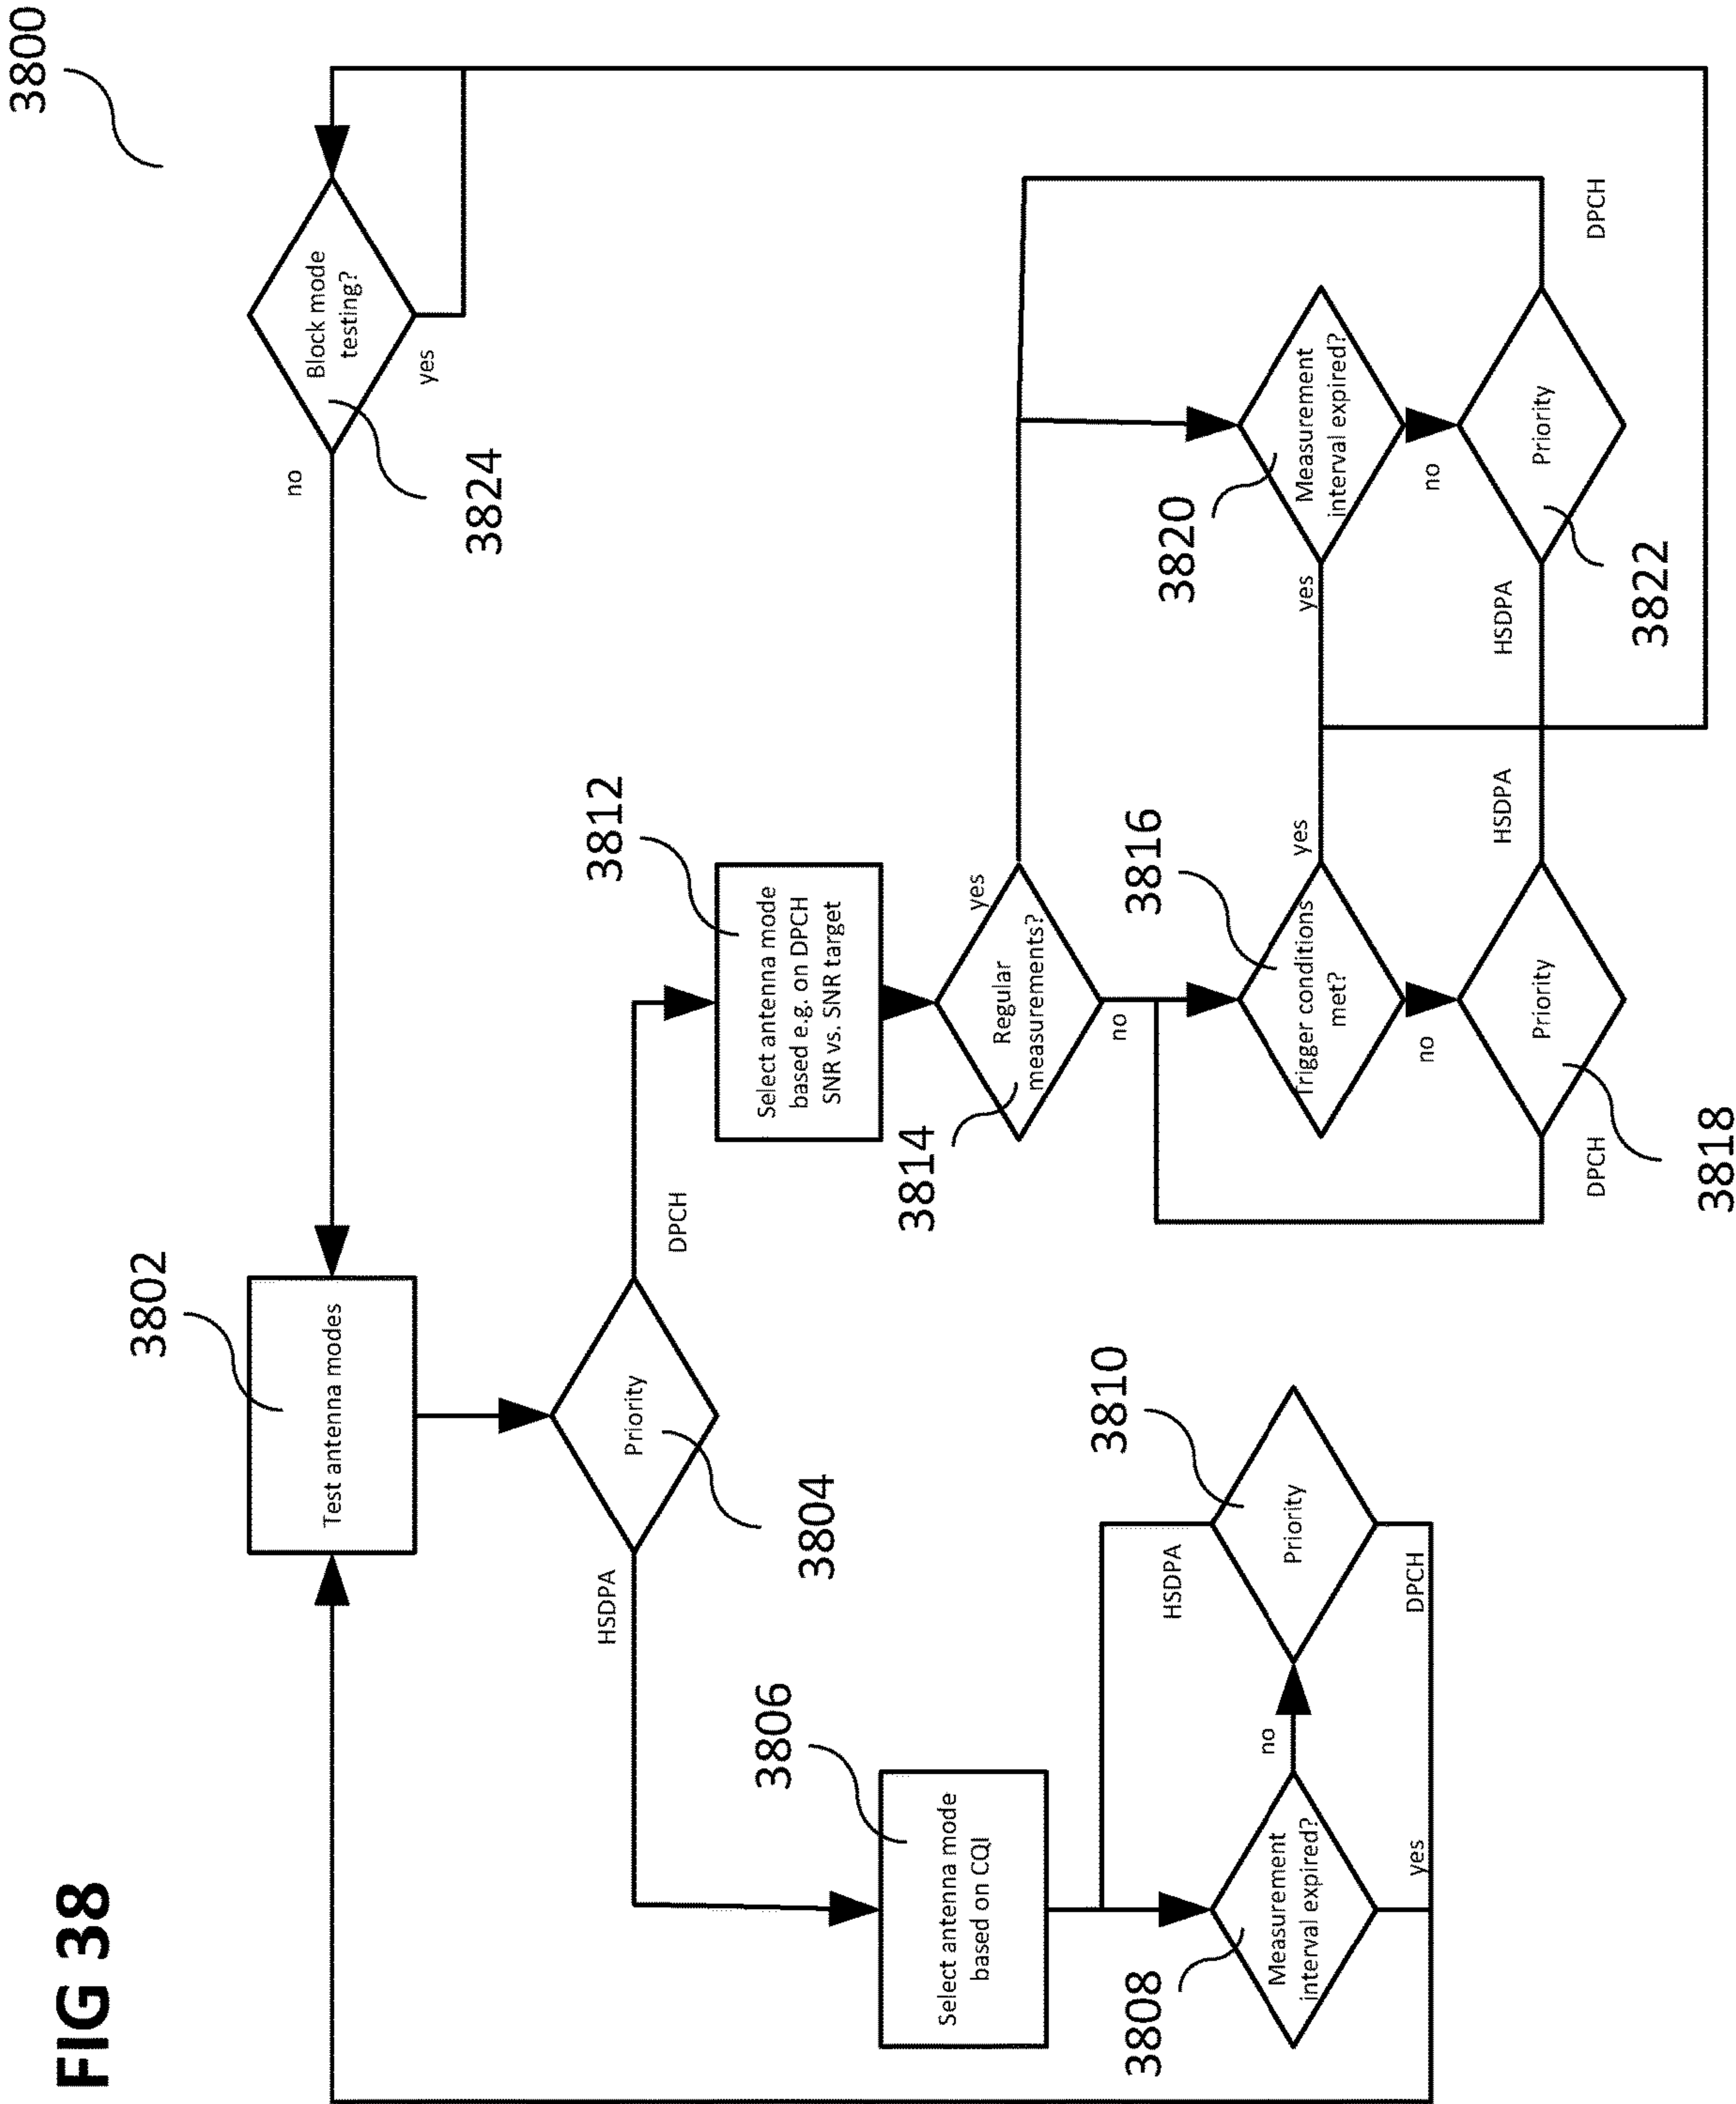 FIG 38
3800
3802
Test antenna modes
Block mode
testing?
no
yes
3824
3804
Priority
HSDPA
DPCH
3806
Select antenna mode
based on CQI
3812
Select antenna mode
based e.g. on DPCH
SNR vs. SNR target
3808
Measurement
interval expired?
no
yes
3810
Priority
HSDPA
DPCH
3814
Regular
measurements?
yes
no
3816
Trigger conditions
met?
yes
no
3820
Measurement
interval expired?
yes
no
3818
Priority
DPCH
HSDPA
3822
Priority
HSDPA
DPCH